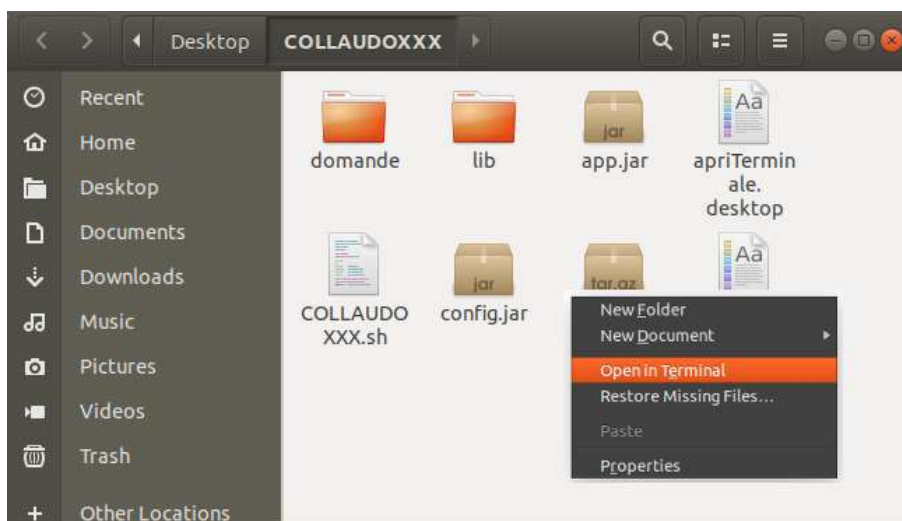 Desktop COLLAUDOXXX
Recent
Home
Desktop
Documents
Downloads
Music
Pictures
Videos
Trash
Other Locations
domande
lib
jar
app.jar
Aa
apriTermin
ale.
desktop
COLLAUDO
XXX.sh
jar
config.jar
tar.gz
Aa
New Folder
New Document
Open in Terminal
Restore Missing Files...
Paste
Properties